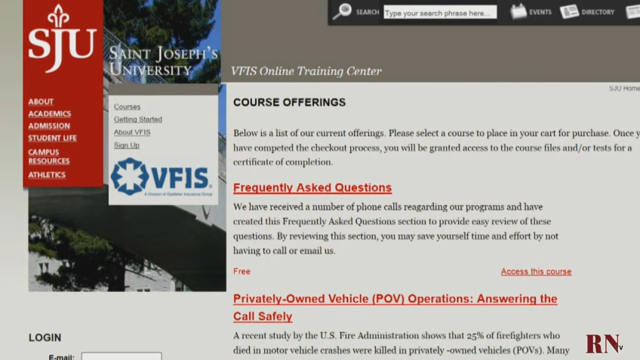 SEARCH
Type your search phrase here...
EVENTS
DIRECTORY
SJU
SAINT JOSEPH'S
UNIVERSITY
VFIS Online Training Center
SJU Home
ABOUT
ACADEMICS
ADMISSION
STUDENT LIFE
CAMPUS
RESOURCES
ATHLETICS
Courses
Getting Started
About VFIS
Sign Up
VFIS
COURSE OFFERINGS
Below is a list of our current offerings. Please select a course to place in your cart for purchase. Once y
have competed the checkout process, you will be granted access to the course files and/or tests for a
certificate of completion.
Frequently Asked Questions
We have received a number of phone calls reagarding our programs and have
created this Frequently Asked Questions section to provide easy review of these
questions. By reviewing this section, you may save yourself time and effort by not
having to call or email us.
Free
Access this course
Privately-Owned Vehicle (POV) Operations: Answering the
Call Safely
A recent study by the U.S. Fire Administration shows that 25% of firefighters who
died in motor vehicle crashes were killed in privately -owned vehicles (POVs). Many
LOGIN
E-mail:
RNtv